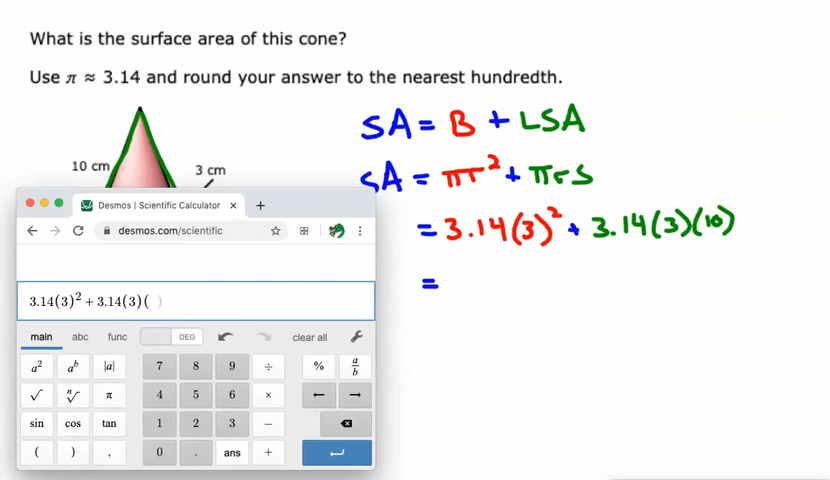 What is the surface area of this cone?
Use π ≈ 3.14 and round your answer to the nearest hundredth.
10 cm
3 cm
SA = B + LSA
SA = πr² + πrs
= 3.14(3)² + 3.14(3)(10)
=
Desmos | Scientific Calculator
desmos.com/scientific
3.14(3)² + 3.14(3)( )
main abc func DEG clear all
a² aᵇ |a| 7 8 9 ÷ % a/b
√ ⁿ√ π 4 5 6 × ← →
sin cos tan 1 2 3 −
( ) , 0 . ans +